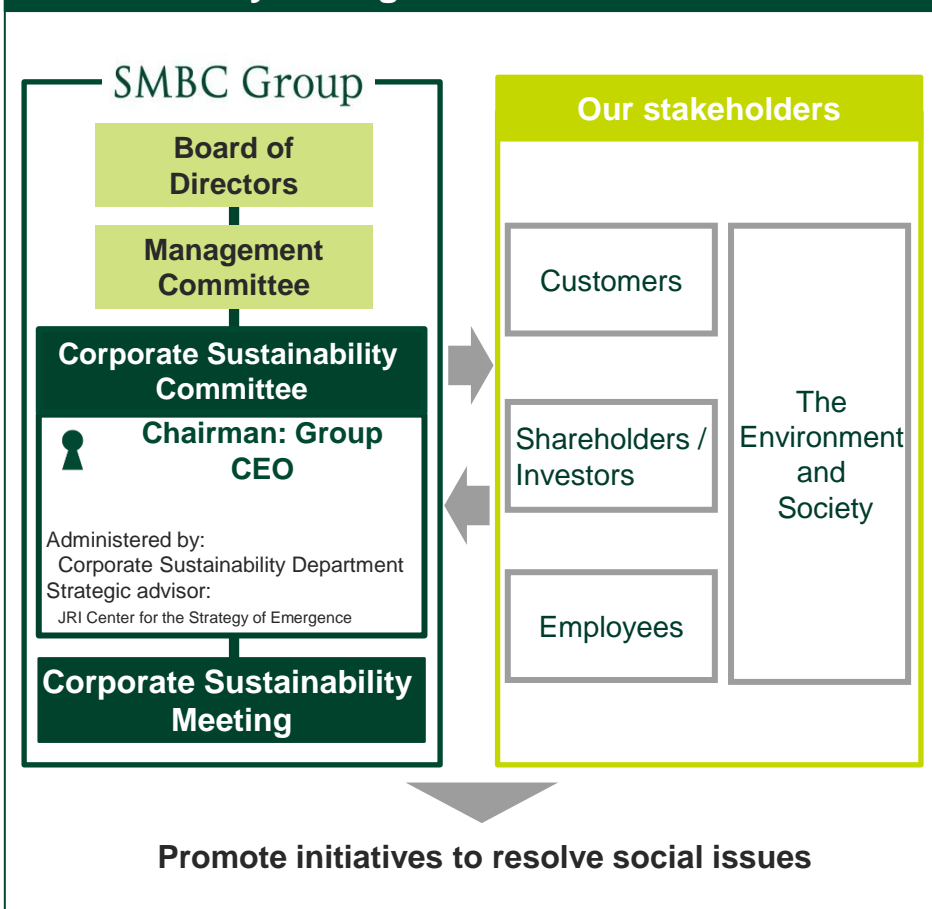 SMBC Group
Board of
Directors
Management
Committee
Corporate Sustainability
Committee
Chairman: Group
CEO
Administered by:
Corporate Sustainability Department
Strategic advisor:
JRI Center for the Strategy of Emergence
Corporate Sustainability
Meeting
Our stakeholders
Customers
Shareholders /
Investors
Employees
The
Environment
and
Society
Promote initiatives to resolve social issues